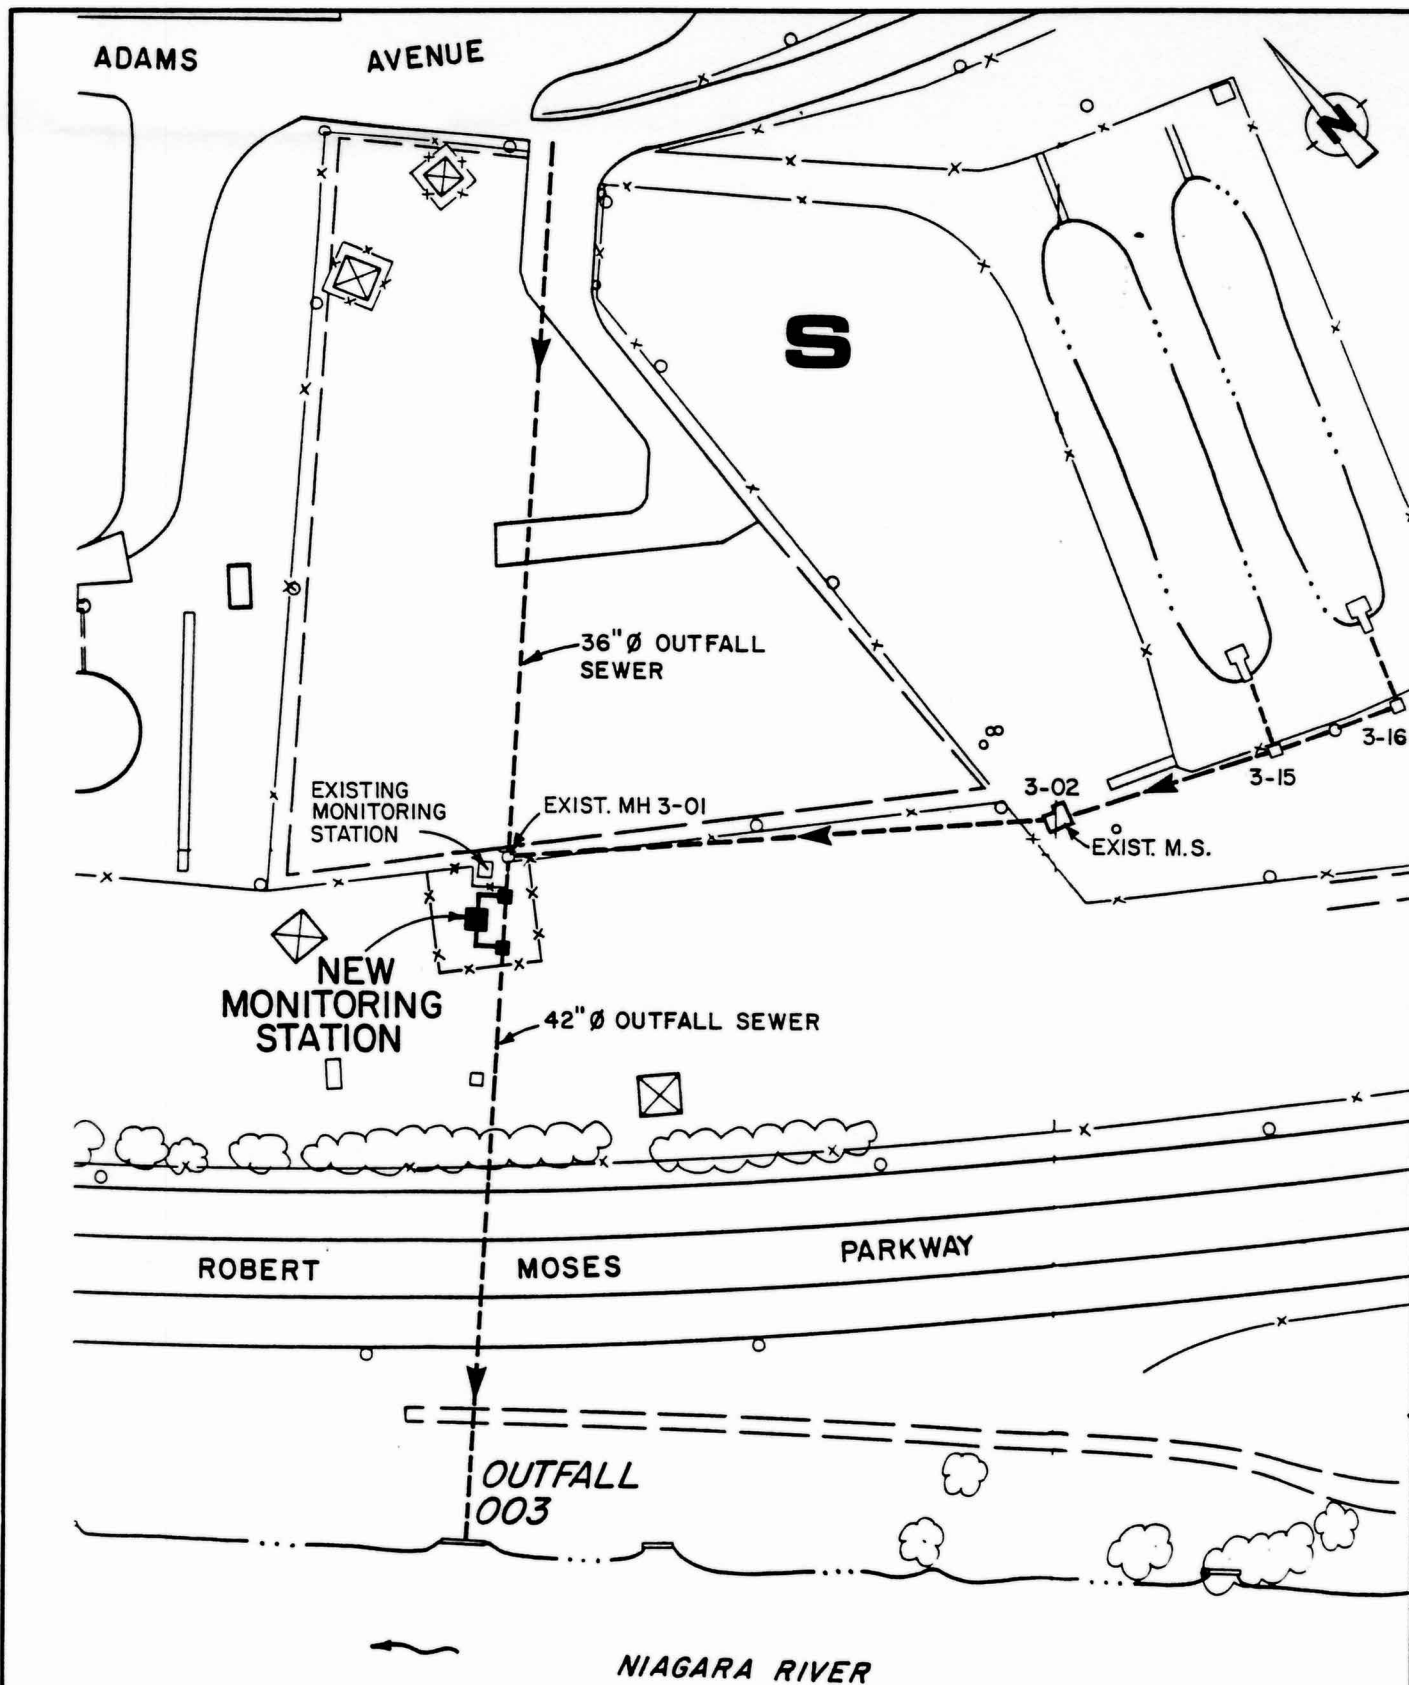 ADAMS AVENUE
N
S
36"Ø OUTFALL
SEWER
3-16
3-15
3-02
EXISTING
MONITORING
STATION
EXIST. MH 3-01
EXIST. M.S.
NEW
MONITORING
STATION
42"Ø OUTFALL SEWER
ROBERT MOSES PARKWAY
OUTFALL
003
NIAGARA RIVER